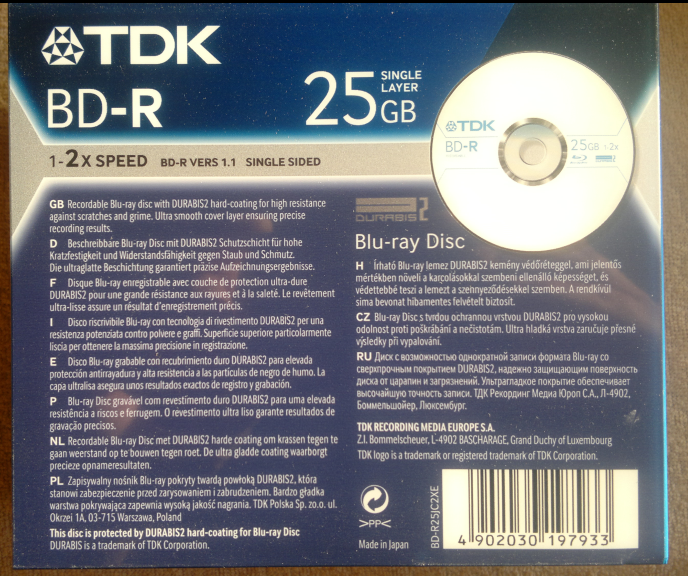 TDK
BD-R
25GB
SINGLE
LAYER
TDK
BD-R
25GB 1-2x
1-2X SPEED BD-R VERS 1.1 SINGLE SIDED
GB Recordable Blu-ray disc with DURABIS2 hard-coating for high resistance
against scratches and grime. Ultra smooth cover layer ensuring precise
recording results.
D Beschreibbare Blu-ray Disc mit DURABIS2 Schutzschicht für hohe
Kratzfestigkeit und Widerstandsfähigkeit gegen Staub und Schmutz.
Die ultraglatte Beschichtung garantiert präzise Aufzeichnungsergebnisse.
F Disque Blu-ray enregistrable avec couche de protection ultra-dure
DURABIS2 pour une grande résistance aux rayures et à la saleté. Le revêtement
ultra-lisse assure un résultat d'enregistrement précis.
I Disco riscrivibile Blu-ray con tecnologia di rivestimento DURABIS2 per una
resistenza potenziata contro polvere e graffi. Superficie superiore particolarmente
liscia per ottenere la massima precisione in registrazione.
E Disco Blu-ray grabable con recubrimiento duro DURABIS2 para elevada
protección antirrayadura y alta resistencia a las partículas de negro de humo. La
capa ultralisa asegura unos resultados exactos de registro y grabación.
P Blu-ray Disc gravável com revestimento duro DURABIS2 para uma elevada
resistência a riscos e ferrugem. O revestimento ultra liso garante resultados de
gravação precisos.
NL Recordable Blu-ray Disc met DURABIS2 harde coating om krassen tegen te
gaan weerstand op te bouwen tegen roet. De ultra gladde coating waarborgt
precieze opnameresultaten.
PL Zapisywalny nośnik Blu-ray pokryty twardą powłoką DURABIS2, która
stanowi zabezpieczenie przed zarysowaniem i zabrudzeniem. Bardzo gładka
warstwa pokrywająca zapewnia wysoką jakość nagrania. TDK Polska Sp. zo.o. ul.
Okrzei 1A, 03-715 Warszawa, Poland
This disc is protected by DURABIS2 hard-coating for Blu-ray Disc
DURABIS is a trademark of TDK Corporation.
DURABIS2
Blu-ray Disc
H Írható Blu-ray lemez DURABIS2 kemény védőréteggel, ami jelentős
mértékben növeli a karcolásokkal szembeni ellenálló képességet, és
védettebbé teszi a lemezt a szennyeződésekkel szemben. A rendkívül
sima bevonat hibamentes felvételt biztosít.
CZ Blu-ray Disc s tvrdou ochrannou vrstvou DURABIS2 pro vysokou
odolnost proti poškrábání a nečistotám. Ultra hladká vrstva zaručuje přesné
výsledky při vypalování.
RU Диск с возможностью однократной записи формата Blu-ray со
сверхпрочным покрытием DURABIS2, надежно защищающим поверхность
диска от царапин и загрязнений. Ультрагладкое покрытие обеспечивает
высочайшую точность записи. ТДК Рекординг Медиа Юроп С.А., Л-4902,
Боммельшойер, Люксембург.
TDK RECORDING MEDIA EUROPE S.A.
Z.I. Bommelscheuer, L-4902 BASCHARAGE, Grand Duchy of Luxembourg
TDK logo is a trademark or registered trademark of TDK Corporation.
>PP<
Made in Japan
BD-R25JC2XE
4 902030 197933